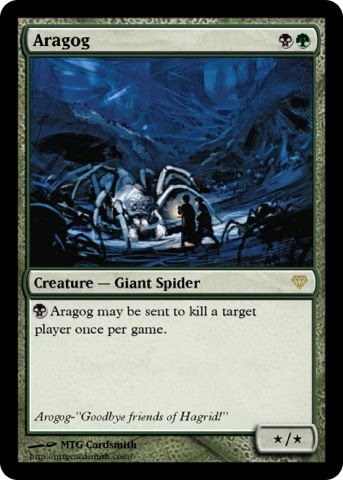 Aragog
Creature — Giant Spider
Aragog may be sent to kill a target
player once per game.
Arogog-"Goodbye friends of Hagrid!"
MTG Cardsmith
http://mtgcardsmith.com/
★/★